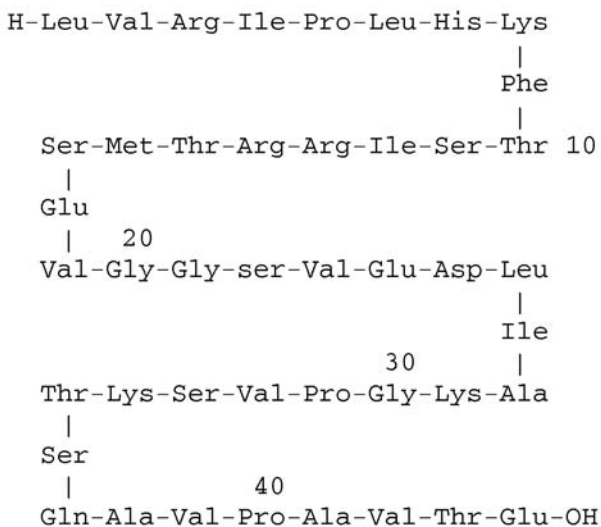 H-Leu-Val-Arg-Ile-Pro-Leu-His-Lys
|
Phe
|
Ser-Met-Thr-Arg-Arg-Ile-Ser-Thr 10
|
Glu
| 20
Val-Gly-Gly-ser-Val-Glu-Asp-Leu
|
Ile
30 |
Thr-Lys-Ser-Val-Pro-Gly-Lys-Ala
|
Ser
| 40
Gln-Ala-Val-Pro-Ala-Val-Thr-Glu-OH